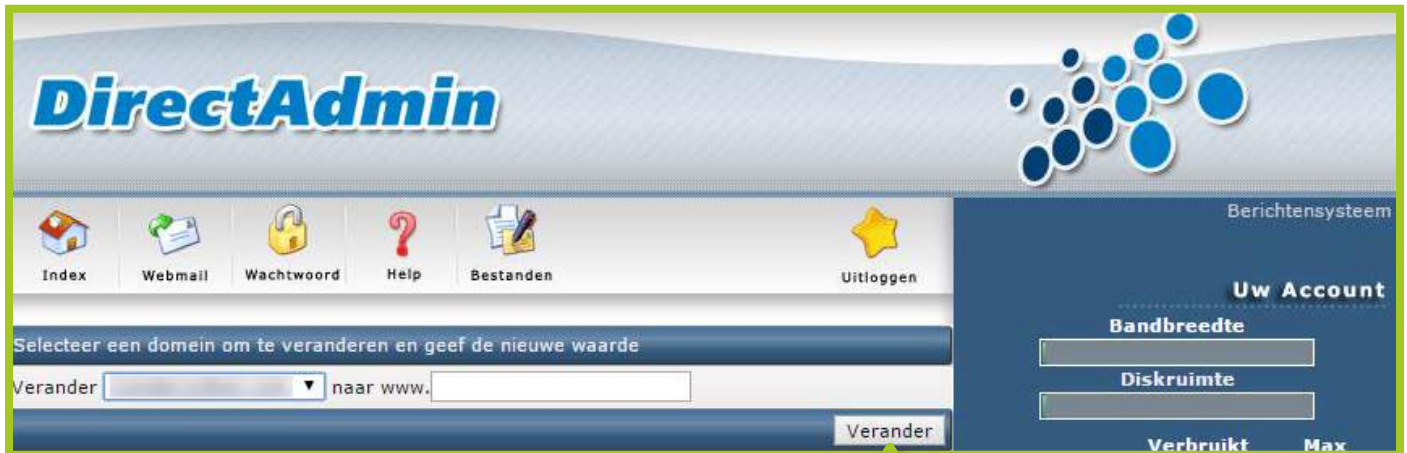 DirectAdmin
Index
Webmail
Wachtwoord
Help
Bestanden
Uitloggen
Berichtensysteem
Uw Account
Selecteer een domein om te veranderen en geef de nieuwe waarde
Verander naar www.
Verander
Bandbreedte
Diskruimte
Verbruikt Max